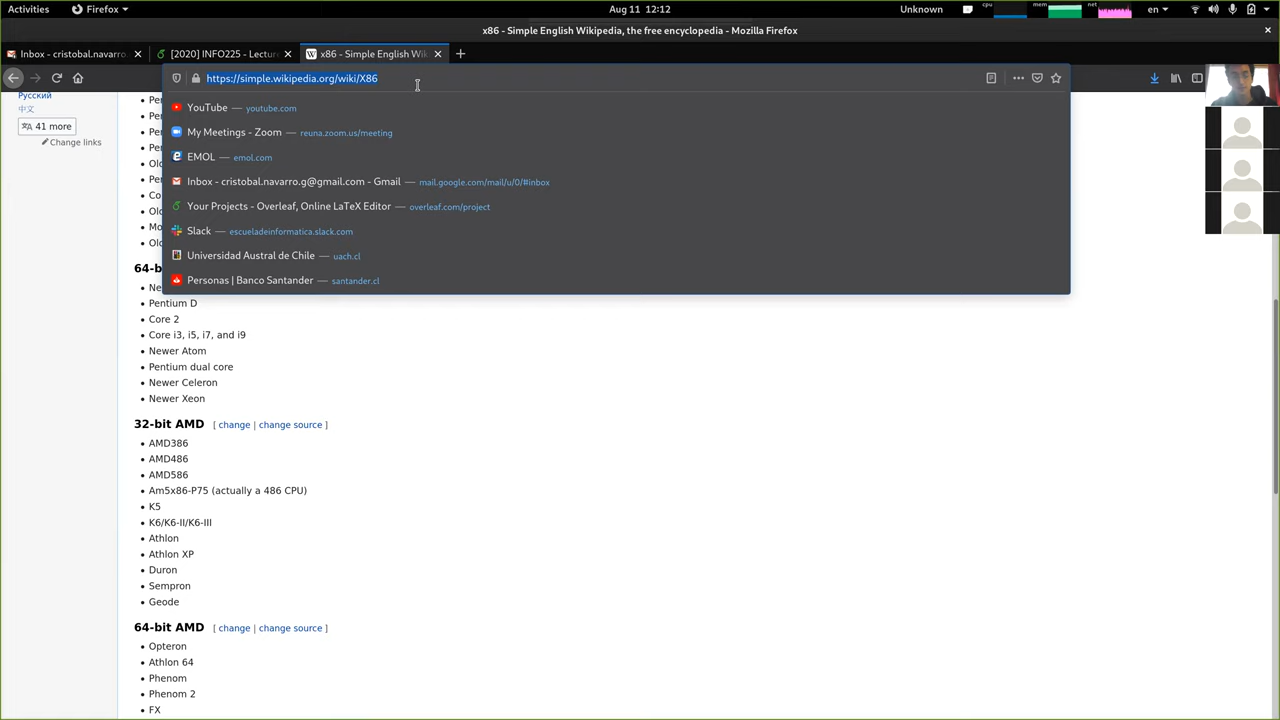 Activities
Firefox
Aug 11 12:12
Unknown
cpu
mem
net
en
x86 - Simple English Wikipedia, the free encyclopedia - Mozilla Firefox
Inbox - cristobal.navarro
[2020] INFO225 - Lecture
x86 - Simple English Wik
https://simple.wikipedia.org/wiki/X86
YouTube — youtube.com
My Meetings - Zoom — reuna.zoom.us/meeting
EMOL — emol.com
Inbox - cristobal.navarro.g@gmail.com - Gmail — mail.google.com/mail/u/0/#inbox
Your Projects - Overleaf, Online LaTeX Editor — overleaf.com/project
Slack — escueladeinformatica.slack.com
Universidad Austral de Chile — uach.cl
Personas | Banco Santander — santander.cl
Русский
中文
41 more
Change links
Pentium D
Core 2
Core i3, i5, i7, and i9
Newer Atom
Pentium dual core
Newer Celeron
Newer Xeon
32-bit AMD [ change | change source ]
AMD386
AMD486
AMD586
Am5x86-P75 (actually a 486 CPU)
K5
K6/K6-II/K6-III
Athlon
Athlon XP
Duron
Sempron
Geode
64-bit AMD [ change | change source ]
Opteron
Athlon 64
Phenom
Phenom 2
FX